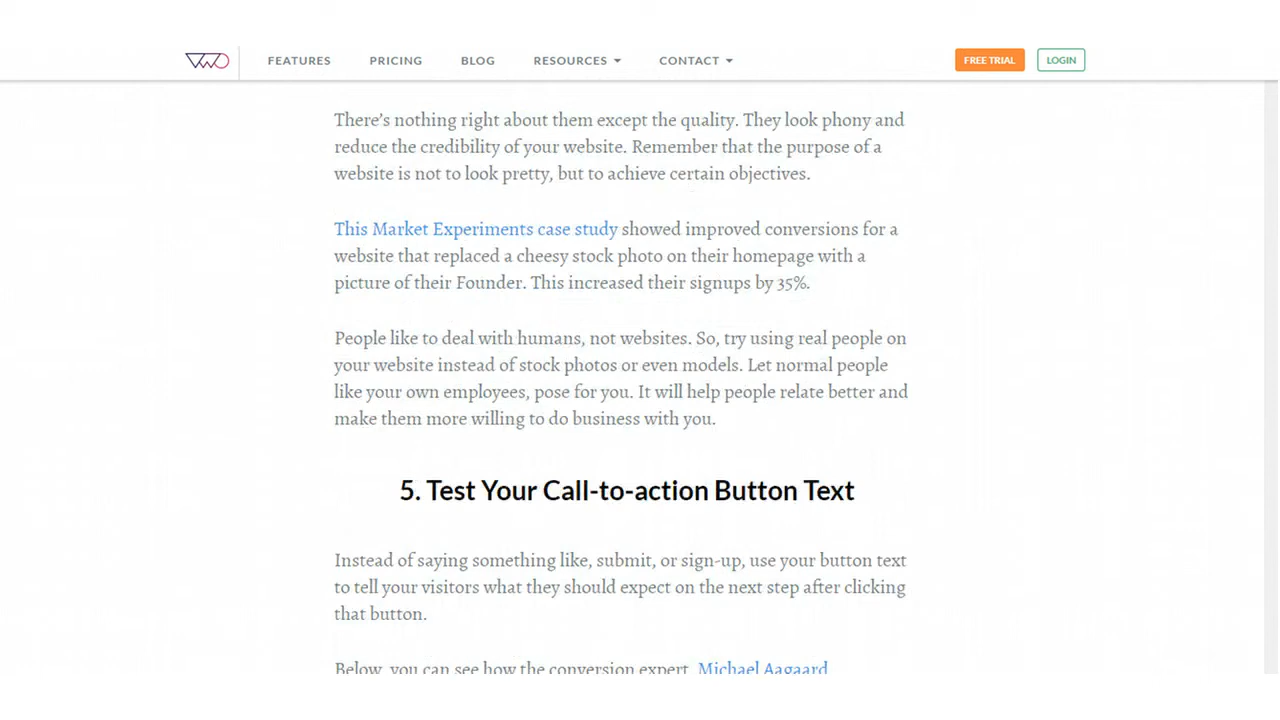 VWO
FEATURES PRICING BLOG RESOURCES CONTACT FREE TRIAL LOGIN
There's nothing right about them except the quality. They look phony and
reduce the credibility of your website. Remember that the purpose of a
website is not to look pretty, but to achieve certain objectives.
This Market Experiments case study showed improved conversions for a
website that replaced a cheesy stock photo on their homepage with a
picture of their Founder. This increased their signups by 35%.
People like to deal with humans, not websites. So, try using real people on
your website instead of stock photos or even models. Let normal people
like your own employees, pose for you. It will help people relate better and
make them more willing to do business with you.
5. Test Your Call-to-action Button Text
Instead of saying something like, submit, or sign-up, use your button text
to tell your visitors what they should expect on the next step after clicking
that button.
Below, you can see how the conversion expert, Michael Aagaard